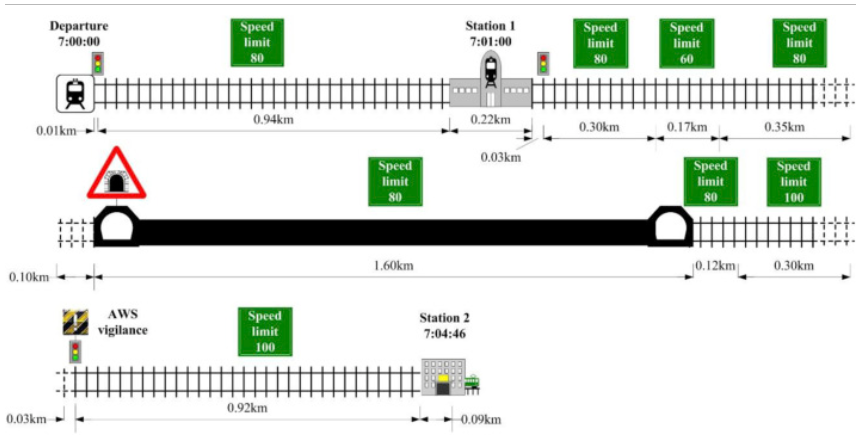 Departure
7:00:00
Speed
limit
80
Station 1
7:01:00
Speed
limit
80
Speed
limit
60
Speed
limit
80
0.01km
0.94km
0.22km
0.03km
0.30km
0.17km
0.35km
Speed
limit
80
Speed
limit
80
Speed
limit
100
0.10km
1.60km
0.12km
0.30km
AWS
vigilance
Speed
limit
100
Station 2
7:04:46
0.03km
0.92km
0.09km